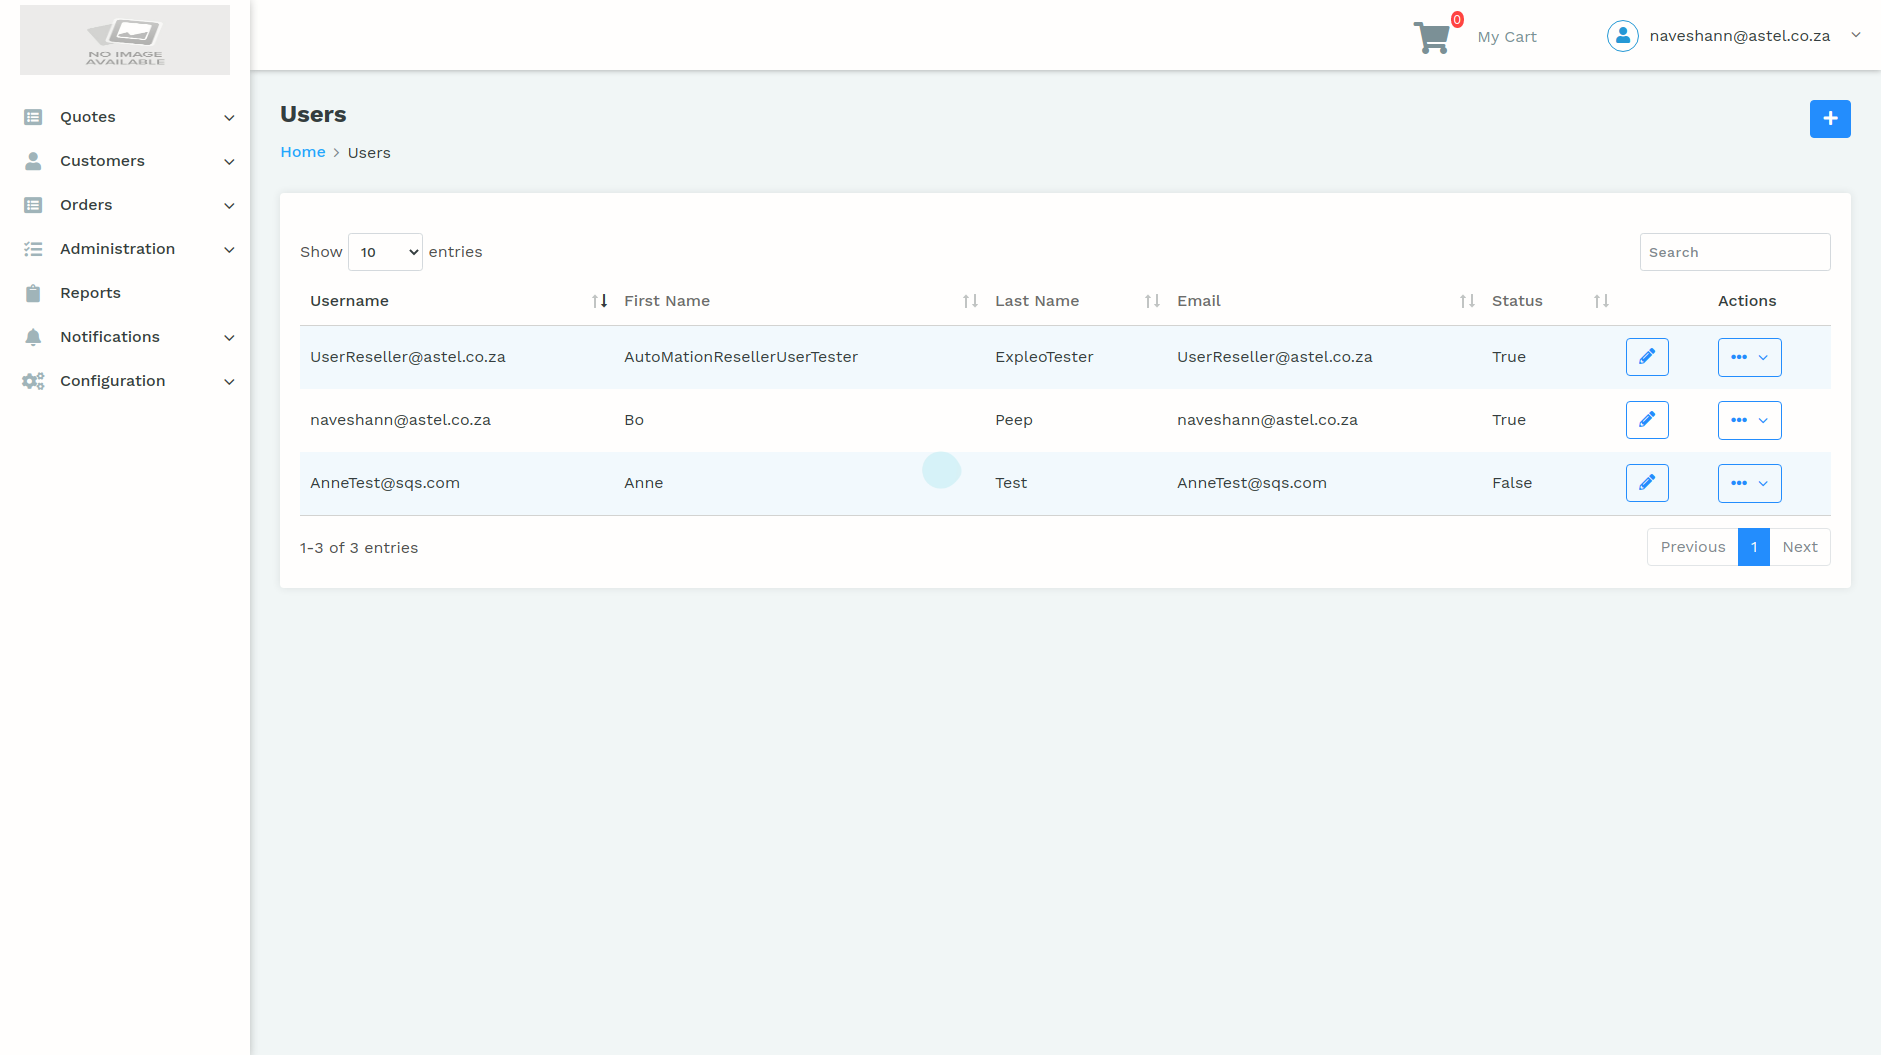 NO IMAGE
AVAILABLE
0
My Cart
naveshann@astel.co.za
Quotes
Customers
Orders
Administration
Reports
Notifications
Configuration
Users
Home > Users
Show 10 entries
Search
Username First Name Last Name Email Status Actions
UserReseller@astel.co.za AutoMationResellerUserTester ExpleoTester UserReseller@astel.co.za True
naveshann@astel.co.za Bo Peep naveshann@astel.co.za True
AnneTest@sqs.com Anne Test AnneTest@sqs.com False
1-3 of 3 entries
Previous 1 Next